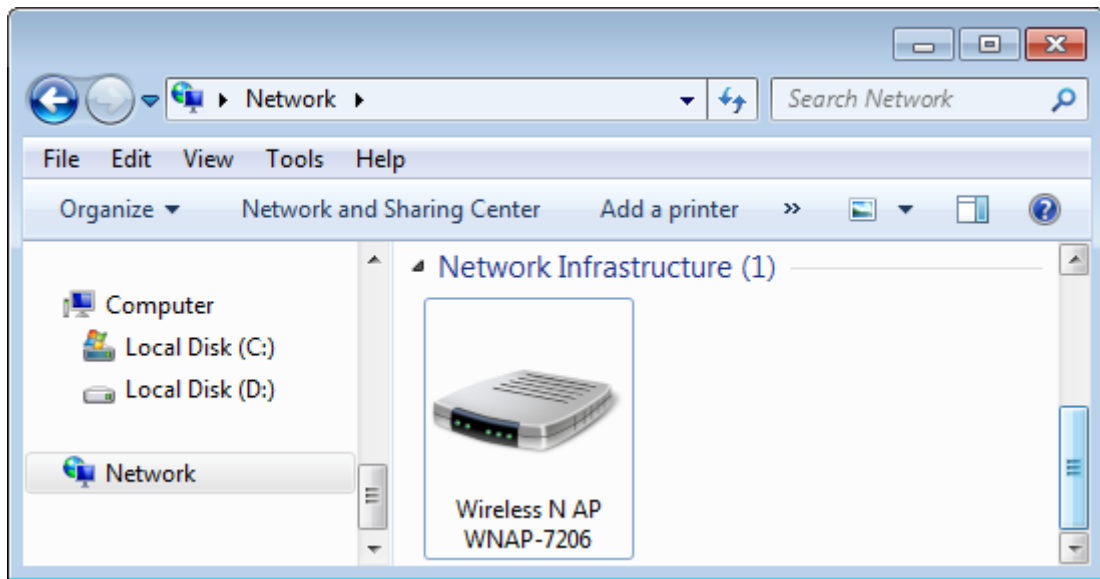 Network
Search Network
File Edit View Tools Help
Organize Network and Sharing Center Add a printer »
Network Infrastructure (1)
Computer
Local Disk (C:)
Local Disk (D:)
Network
Wireless N AP
WNAP-7206